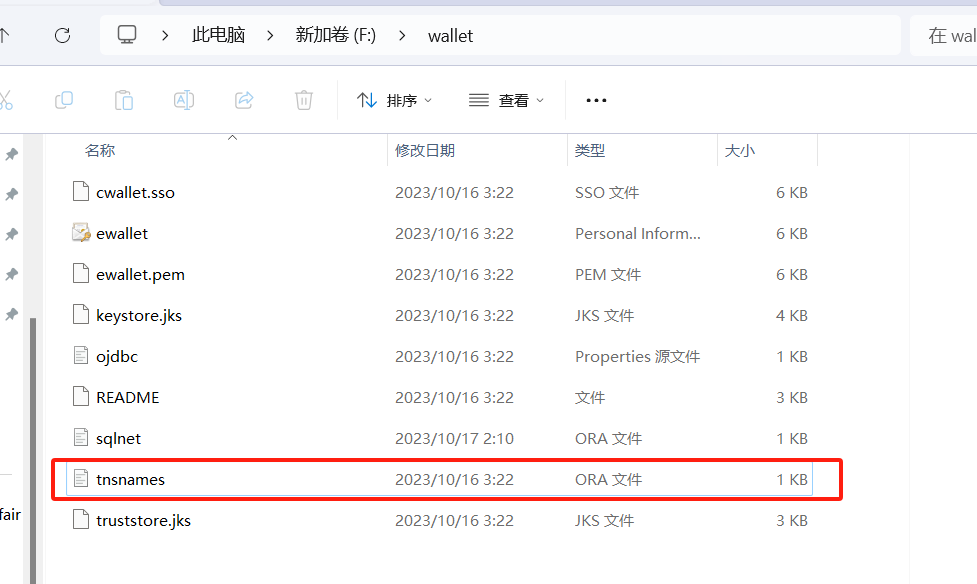 此电脑 > 新加卷 (F:) > wallet 在 wal
排序 查看
名称 修改日期 类型 大小
cwallet.sso 2023/10/16 3:22 SSO 文件 6 KB
ewallet 2023/10/16 3:22 Personal Inform... 6 KB
ewallet.pem 2023/10/16 3:22 PEM 文件 6 KB
keystore.jks 2023/10/16 3:22 JKS 文件 4 KB
ojdbc 2023/10/16 3:22 Properties 源文件 1 KB
README 2023/10/16 3:22 文件 3 KB
sqlnet 2023/10/17 2:10 ORA 文件 1 KB
tnsnames 2023/10/16 3:22 ORA 文件 1 KB
fair
truststore.jks 2023/10/16 3:22 JKS 文件 3 KB